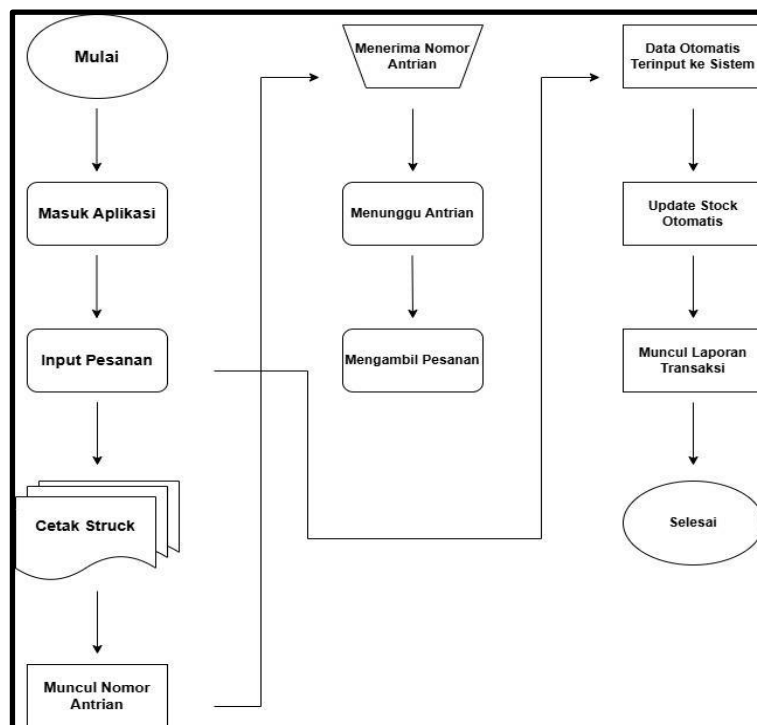 Mulai
Masuk Aplikasi
Input Pesanan
Cetak Struck
Muncul Nomor
Antrian
Menerima Nomor
Antrian
Menunggu Antrian
Mengambil Pesanan
Data Otomatis
Terinput ke Sistem
Update Stock
Otomatis
Muncul Laporan
Transaksi
Selesai